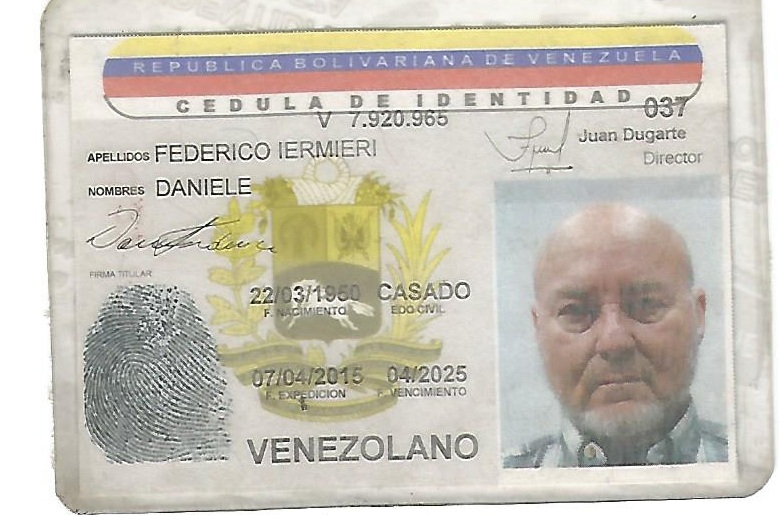 REPUBLICA BOLIVARIANA DE VENEZUELA
CEDULA DE IDENTIDAD 037
V 7.920.965
Juan Dugarte
Director
APELLIDOS FEDERICO IERMIERI
NOMBRES DANIELE
FIRMA TITULAR
22/03/1950 CASADO
F. NACIMIENTO EDO CIVIL
07/04/2015 04/2025
F. EXPEDICION F. VENCIMIENTO
VENEZOLANO